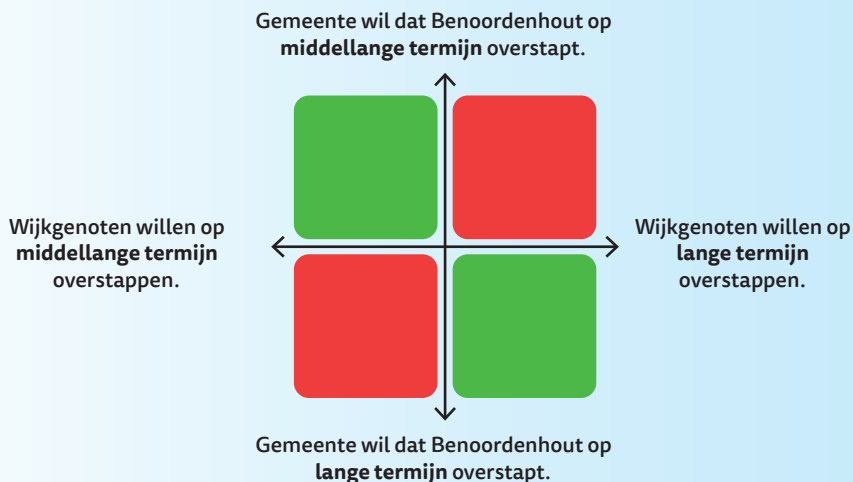 Gemeente wil dat Benoordenhout op
middellange termijn overstapt.
Wijkgenoten willen op
middellange termijn
overstappen.
Wijkgenoten willen op
lange termijn
overstappen.
Gemeente wil dat Benoordenhout op
lange termijn overstapt.